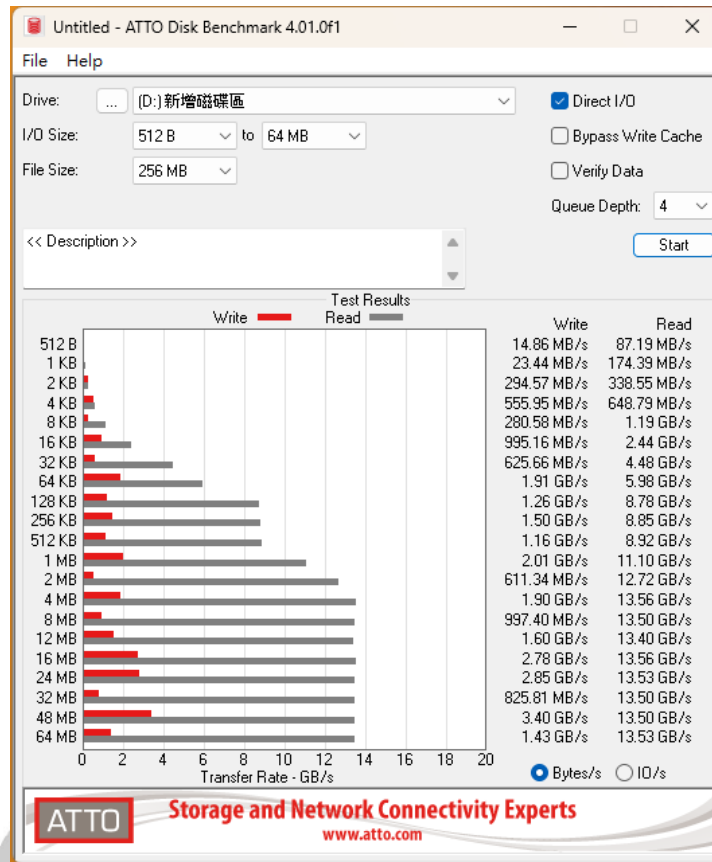 Untitled - ATTO Disk Benchmark 4.01.0f1
File Help
Drive: ... (D:)新增磁碟區
Direct I/O
I/O Size: 512 B to 64 MB
Bypass Write Cache
File Size: 256 MB
Verify Data
Queue Depth: 4
<< Description >>
Start
Test Results
Write Read
Write Read
512 B 14.86 MB/s 87.19 MB/s
1 KB 23.44 MB/s 174.39 MB/s
2 KB 294.57 MB/s 338.55 MB/s
4 KB 555.95 MB/s 648.79 MB/s
8 KB 280.58 MB/s 1.19 GB/s
16 KB 995.16 MB/s 2.44 GB/s
32 KB 625.66 MB/s 4.48 GB/s
64 KB 1.91 GB/s 5.98 GB/s
128 KB 1.26 GB/s 8.78 GB/s
256 KB 1.50 GB/s 8.85 GB/s
512 KB 1.16 GB/s 8.92 GB/s
1 MB 2.01 GB/s 11.10 GB/s
2 MB 611.34 MB/s 12.72 GB/s
4 MB 1.90 GB/s 13.56 GB/s
8 MB 997.40 MB/s 13.50 GB/s
12 MB 1.60 GB/s 13.40 GB/s
16 MB 2.78 GB/s 13.56 GB/s
24 MB 2.85 GB/s 13.53 GB/s
32 MB 825.81 MB/s 13.50 GB/s
48 MB 3.40 GB/s 13.50 GB/s
64 MB 1.43 GB/s 13.53 GB/s
0 2 4 6 8 10 12 14 16 18 20
Transfer Rate - GB/s
Bytes/s IO/s
ATTO
Storage and Network Connectivity Experts
www.atto.com